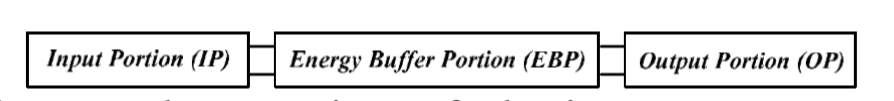 Input Portion (IP) Energy Buffer Portion (EBP) Output Portion (OP)